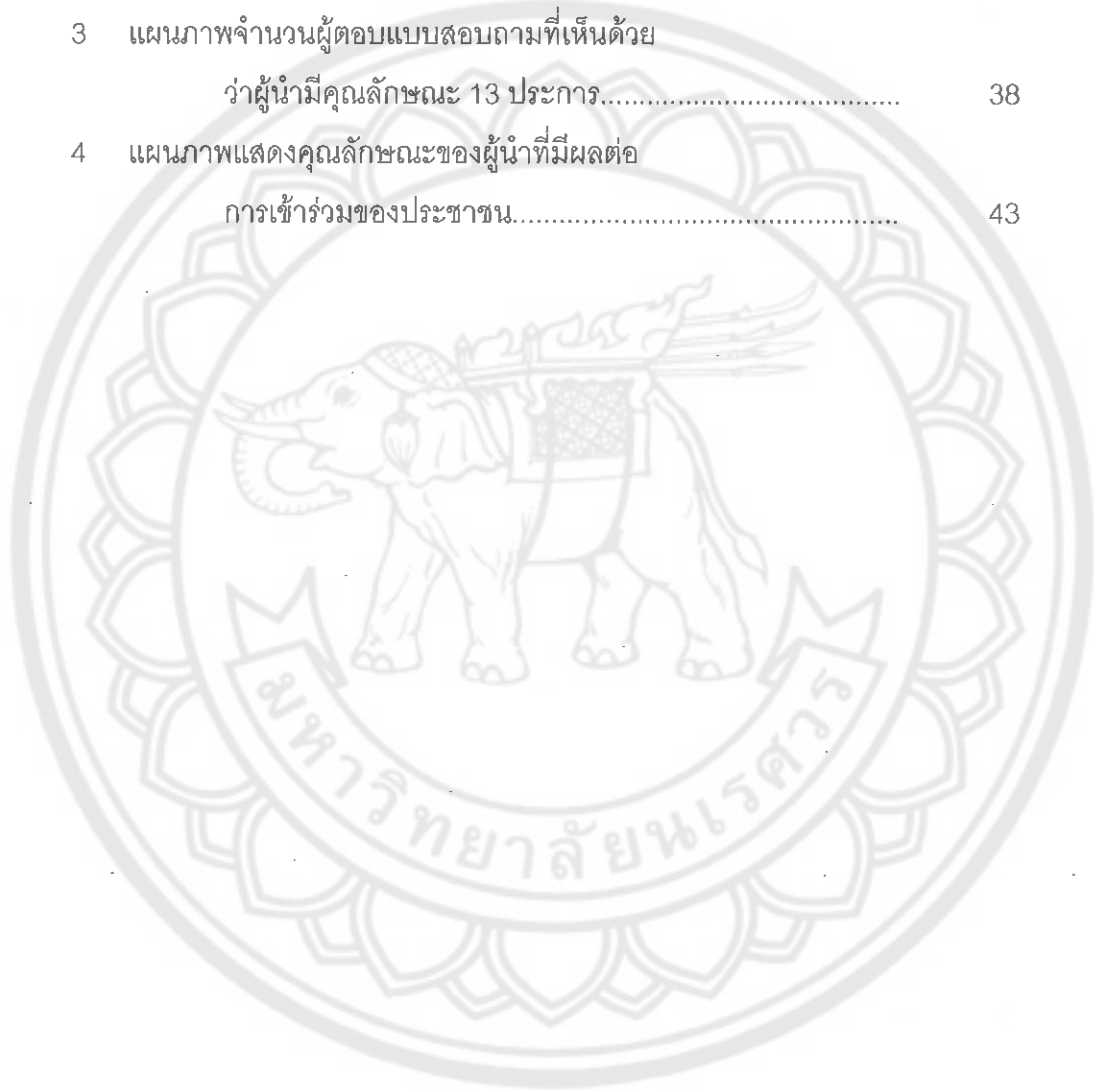 3 แผนภาพจำนวนผู้ตอบแบบสอบถามที่เห็นด้วย
ว่าผู้นำมีคุณลักษณะ 13 ประการ...................................... 38
4 แผนภาพแสดงคุณลักษณะของผู้นำที่มีผลต่อ
การเข้าร่วมของประชาชน................................................. 43
มหาวิทยาลัยนเรศวร